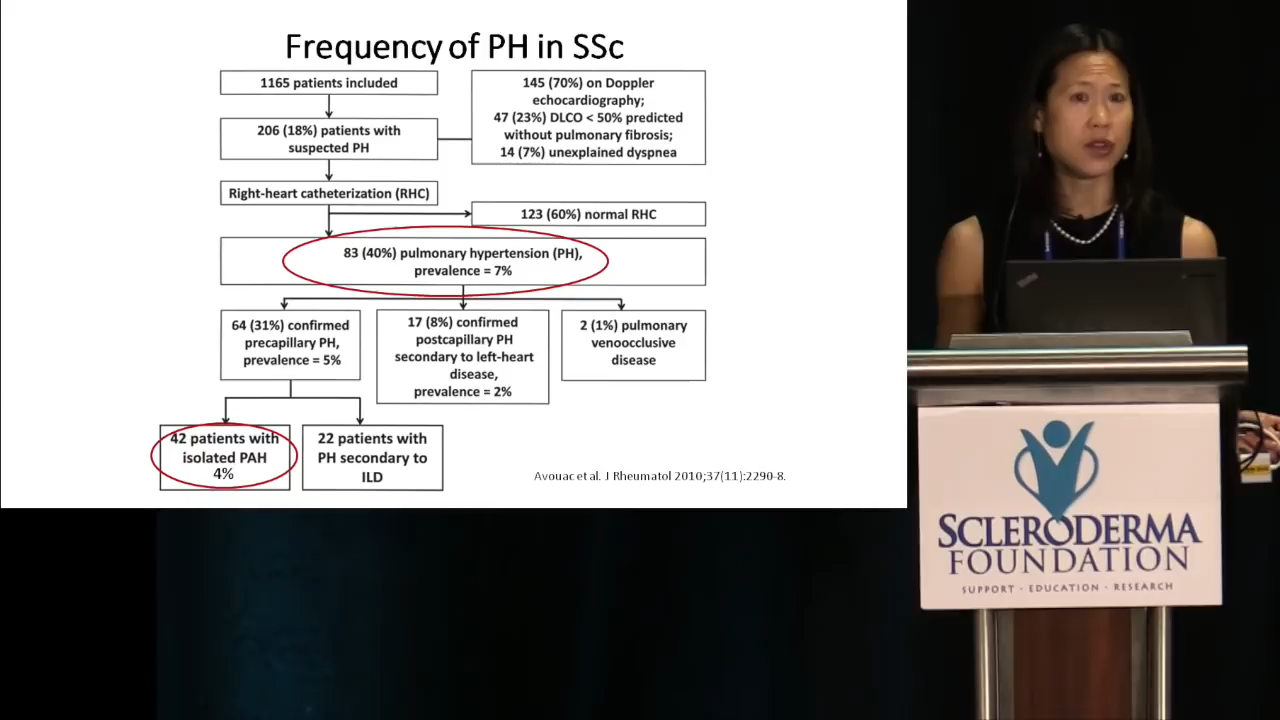 Frequency of PH in SSc
1165 patients included
206 (18%) patients with
suspected PH
145 (70%) on Doppler
echocardiography;
47 (23%) DLCO < 50% predicted
without pulmonary fibrosis;
14 (7%) unexplained dyspnea
Right-heart catheterization (RHC)
123 (60%) normal RHC
83 (40%) pulmonary hypertension (PH),
prevalence = 7%
64 (31%) confirmed
precapillary PH,
prevalence = 5%
17 (8%) confirmed
postcapillary PH
secondary to left-heart
disease,
prevalence = 2%
2 (1%) pulmonary
venoocclusive
disease
42 patients with
isolated PAH
4%
22 patients with
PH secondary to
ILD
Avouac et al. J Rheumatol 2010;37(11):2290-8.
ThinkPad
SCLERODERMA
FOUNDATION
SUPPORT · EDUCATION · RESEARCH